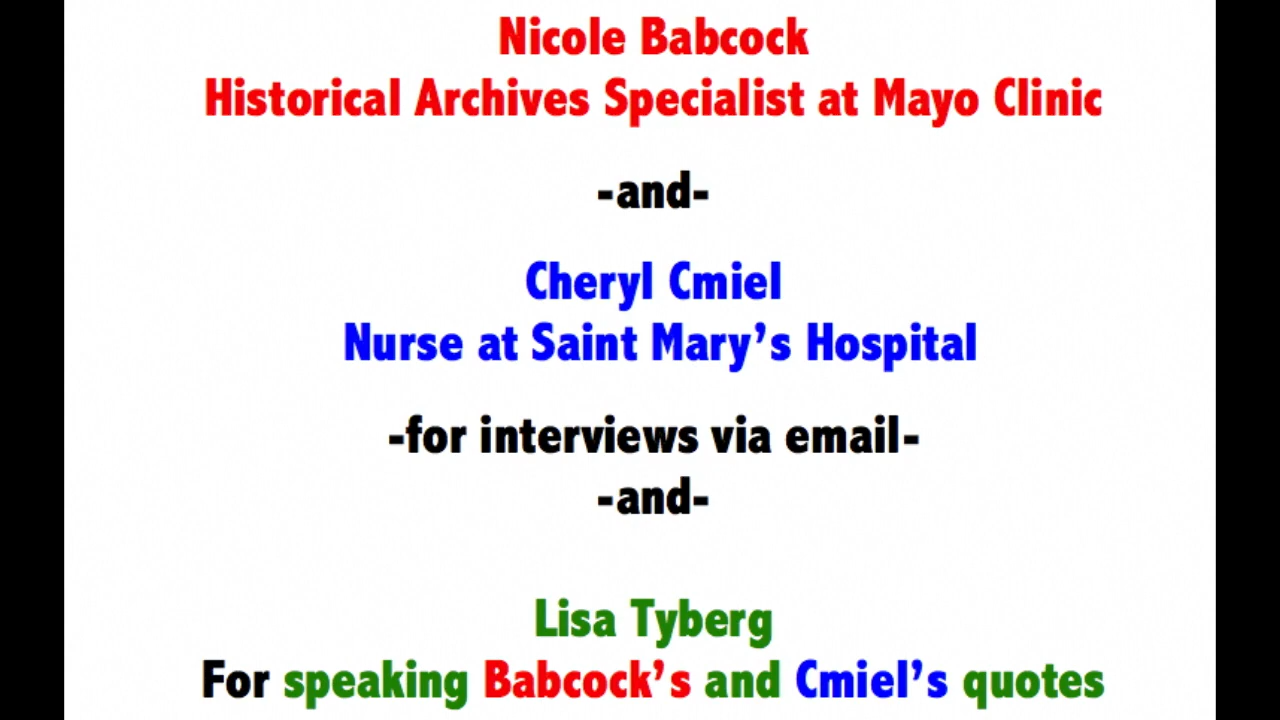 Nicole Babcock
Historical Archives Specialist at Mayo Clinic
-and-
Cheryl Cmiel
Nurse at Saint Mary’s Hospital
-for interviews via email-
-and-
Lisa Tyberg
For speaking Babcock’s and Cmiel’s quotes